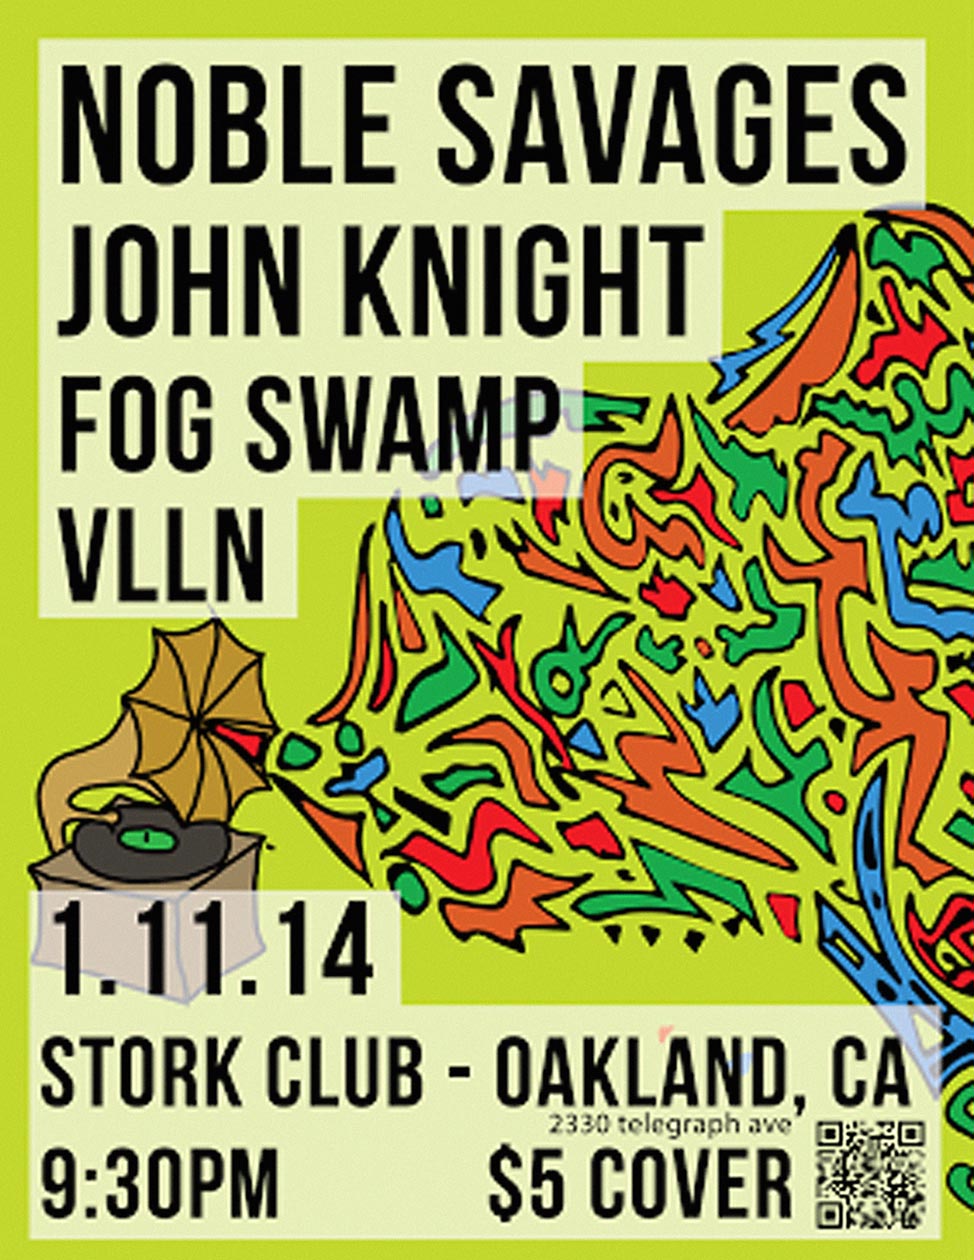 NOBLE SAVAGES
JOHN KNIGHT
FOG SWAMP
VLLN
1.11.14
STORK CLUB - OAKLAND, CA
2330 telegraph ave
9:30PM $5 COVER